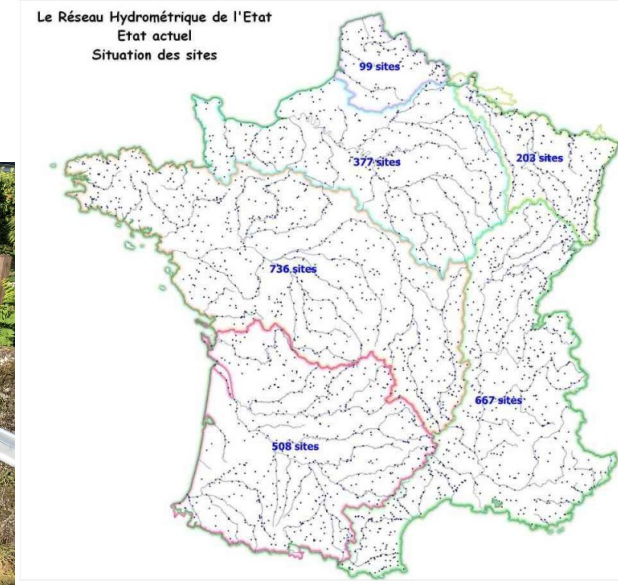 Le Réseau Hydrométrique de l'Etat
Etat actuel
Situation des sites
99 sites
377 sites
203 sites
736 sites
667 sites
508 sites